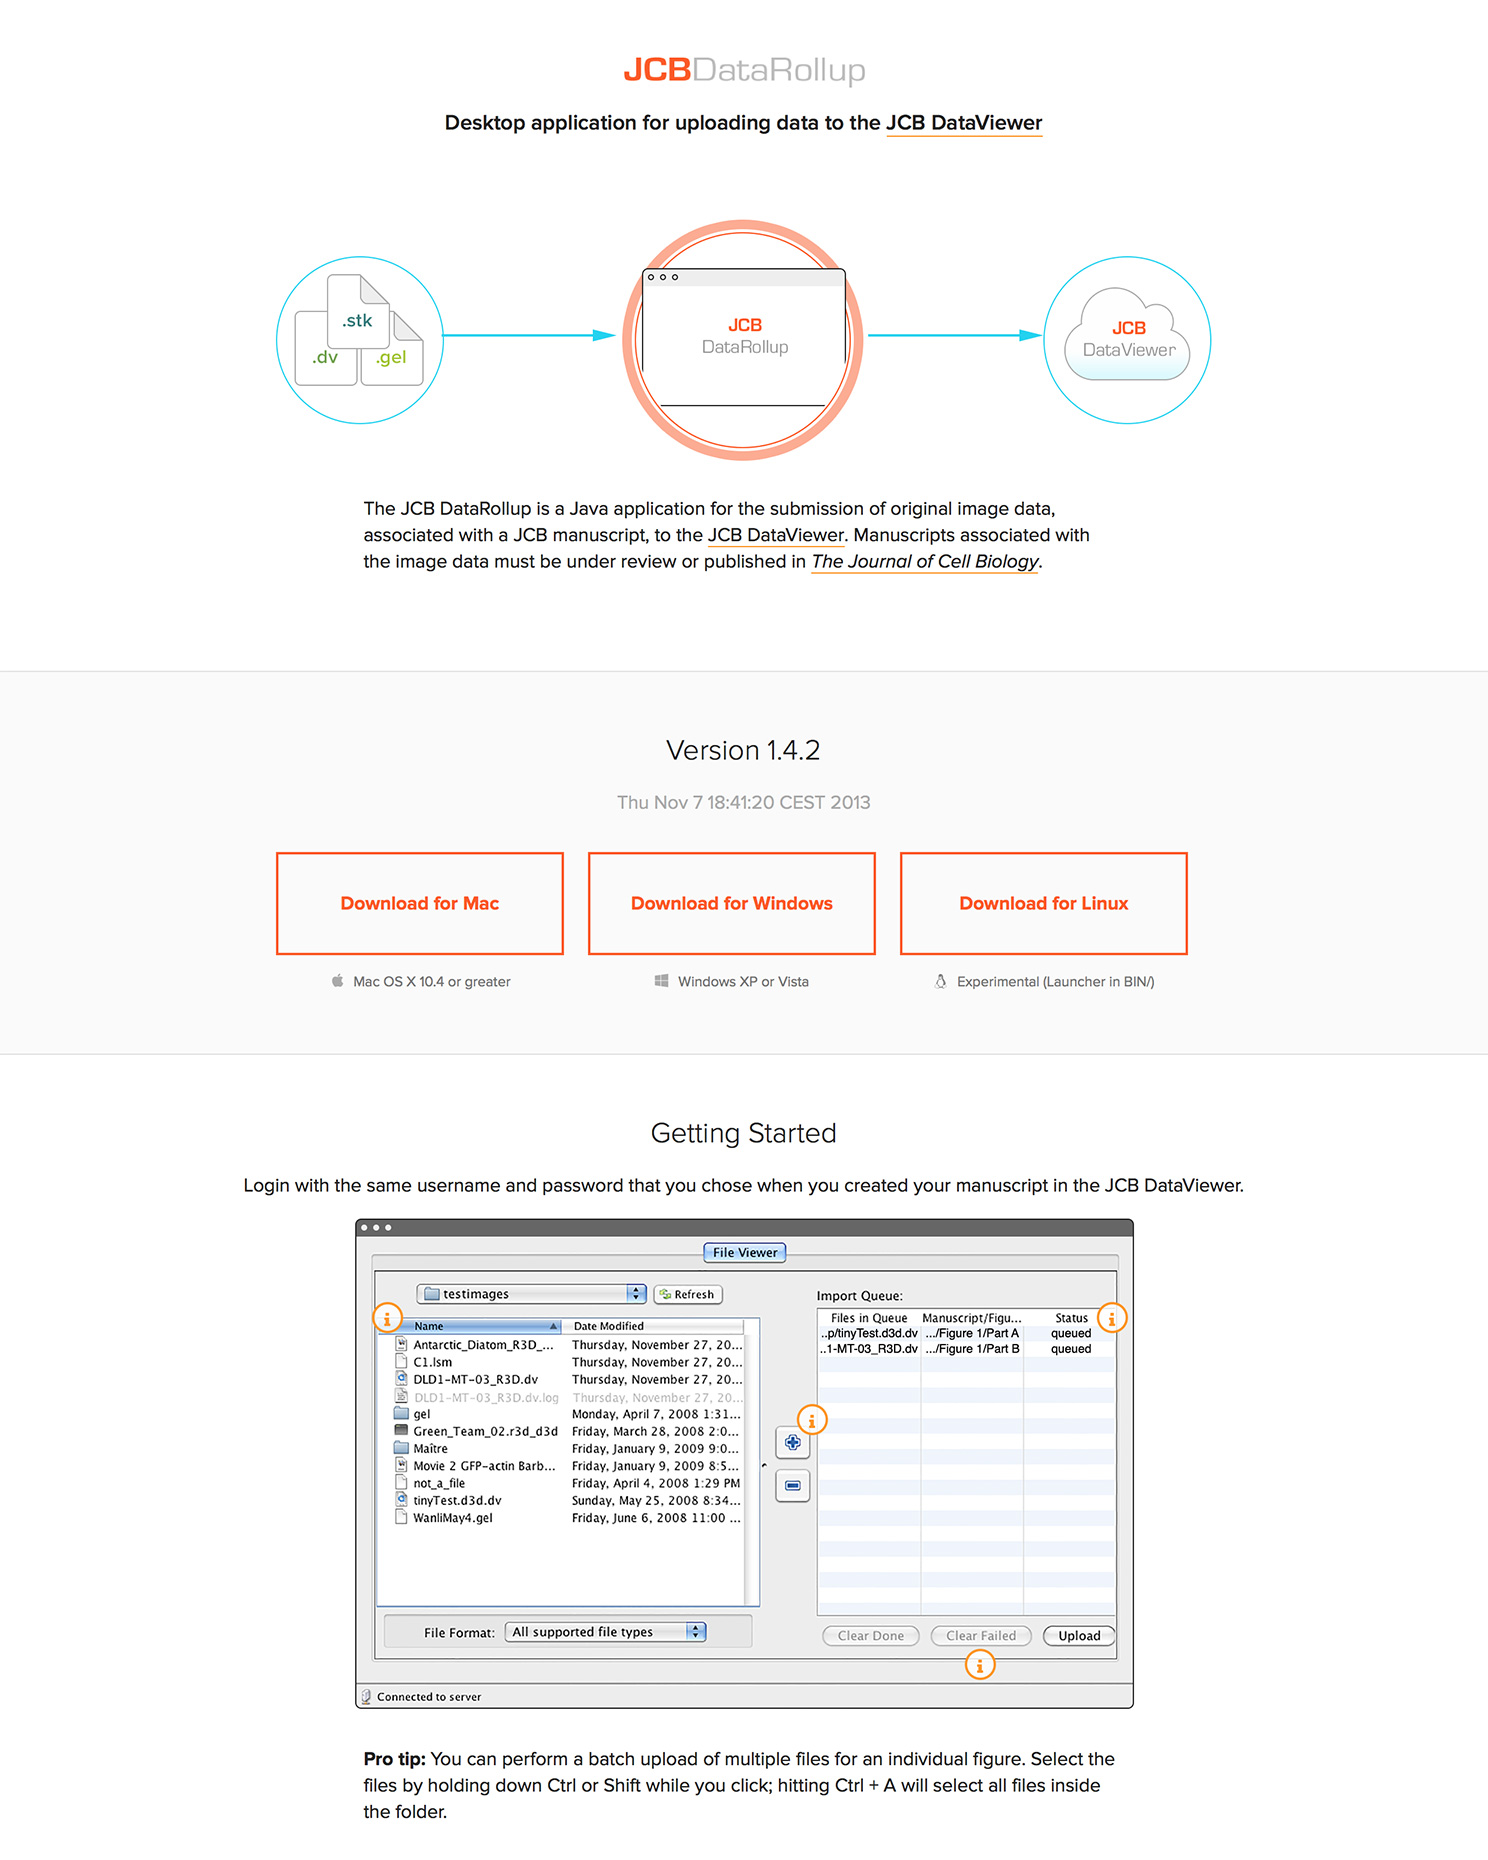 JCBDataRollup
Desktop application for uploading data to the JCB DataViewer
.stk
.dv
.gel
JCB
DataRollup
JCB
DataViewer
The JCB DataRollup is a Java application for the submission of original image data,
associated with a JCB manuscript, to the JCB DataViewer. Manuscripts associated with
the image data must be under review or published in The Journal of Cell Biology.
Version 1.4.2
Thu Nov 7 18:41:20 CEST 2013
Download for Mac
Download for Windows
Download for Linux
Mac OS X 10.4 or greater
Windows XP or Vista
Experimental (Launcher in BIN/)
Getting Started
Login with the same username and password that you chose when you created your manuscript in the JCB DataViewer.
File Viewer
testimages
Refresh
i
Name
Date Modified
Antarctic_Diatom_R3D_... Thursday, November 27, 20...
C1.lsm Thursday, November 27, 20...
DLD1-MT-03_R3D.dv Thursday, November 27, 20...
DLD1-MT-03_R3D.dv.log Thursday, November 27, 20...
gel Monday, April 7, 2008 1:31...
Green_Team_02.r3d_d3d Friday, March 28, 2008 2:0...
Maître Friday, January 9, 2009 9:0...
Movie 2 GFP-actin Barb... Friday, January 9, 2009 8:5...
not_a_file Friday, April 4, 2008 1:29 PM
tinyTest.d3d.dv Sunday, May 25, 2008 8:34...
WanliMay4.gel Friday, June 6, 2008 11:00 ...
File Format: All supported file types
i
Import Queue:
Files in Queue Manuscript/Figu... Status
i
..p/tinyTest.d3d.dv .../Figure 1/Part A queued
..1-MT-03_R3D.dv .../Figure 1/Part B queued
Clear Done
Clear Failed
Upload
i
Connected to server
Pro tip: You can perform a batch upload of multiple files for an individual figure. Select the
files by holding down Ctrl or Shift while you click; hitting Ctrl + A will select all files inside
the folder.